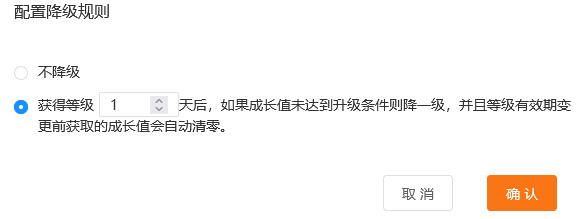 配置降级规则
不降级
获得等级 1 天后，如果成长值未达到升级条件则降一级，并且等级有效期变
更前获取的成长值会自动清零。
取 消 确 认